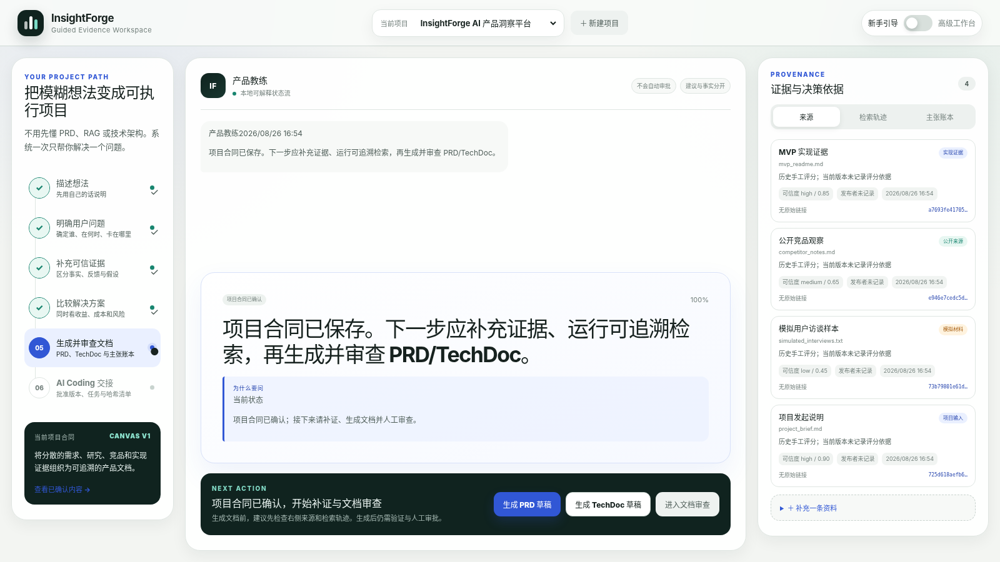 InsightForge
Guided Evidence Workspace
当前项目
InsightForge AI 产品洞察平台
＋ 新建项目
新手引导
高级工作台
YOUR PROJECT PATH
把模糊想法变成可执
行项目
不用先懂 PRD、RAG 或技术架构。系
统一次只帮你解决一个问题。
描述想法
先用自己的话说明
明确用户问题
确定谁、在何时、卡在哪里
补充可信证据
区分事实、反馈与假设
比较解决方案
同时看收益、成本和风险
05
生成并审查文档
PRD、TechDoc 与主张账本
06
AI Coding 交接
批准版本、任务与哈希清单
当前项目合同
CANVAS V1
将分散的需求、研究、竞品和实现
证据组织为可追溯的产品文档。
查看已确认内容 →
IF
产品教练
本地可解释状态流
不会自动审批
建议与事实分开
产品教练2026/08/26 16:54
项目合同已保存。下一步应补充证据、运行可追溯检索，再生成并审查 PRD/TechDoc。
项目合同已确认
100%
项目合同已保存。下一步应补充证据、运行可追溯检
索，再生成并审查 PRD/TechDoc。
为什么要问
当前状态
项目合同已确认；接下来请补证、生成文档并人工审查。
NEXT ACTION
项目合同已确认，开始补证与文档审查
生成文档前，建议先检查右侧来源和检索轨迹。生成后仍需验证与人工审批。
生成 PRD 草稿
生成 TechDoc 草稿
进入文档审查
PROVENANCE
证据与决策依据
4
来源
检索轨迹
主张账本
MVP 实现证据
实现证据
mvp_readme.md
历史手工评分；当前版本未记录评分依据
可信度 high / 0.85
发布者未记录
2026/08/26 16:54
无原始链接
a7693fe41705…
公开竞品观察
公开来源
competitor_notes.md
历史手工评分；当前版本未记录评分依据
可信度 medium / 0.65
发布者未记录
2026/08/26 16:54
无原始链接
e946e7cedc5d…
模拟用户访谈样本
模拟材料
simulated_interviews.txt
历史手工评分；当前版本未记录评分依据
可信度 low / 0.45
发布者未记录
2026/08/26 16:54
无原始链接
73b79801e61d…
项目发起说明
项目输入
project_brief.md
历史手工评分；当前版本未记录评分依据
可信度 high / 0.90
发布者未记录
2026/08/26 16:54
无原始链接
725d618aefb6…
▶ ＋ 补充一条资料